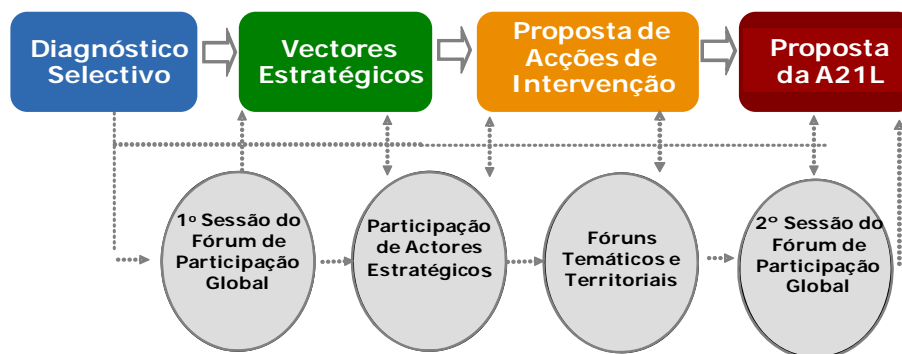 Diagnóstico
Selectivo
Vectores
Estratégicos
Proposta de
Acções de
Intervenção
Proposta
da A21L
1º Sessão do
Fórum de
Participação
Global
Participação
de Actores
Estratégicos
Fóruns
Temáticos e
Territoriais
2º Sessão do
Fórum de
Participação
Global